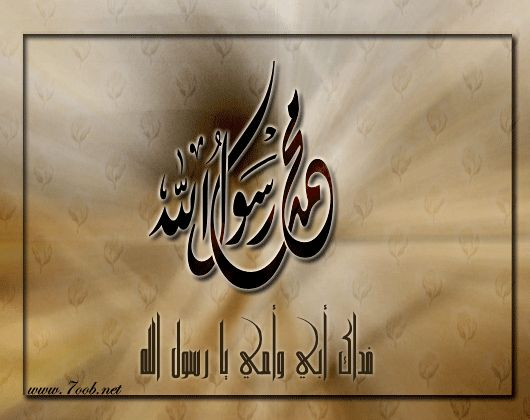 محمد رسول الله
فداك أبي وأمي يا رسول الله
www.7oob.net